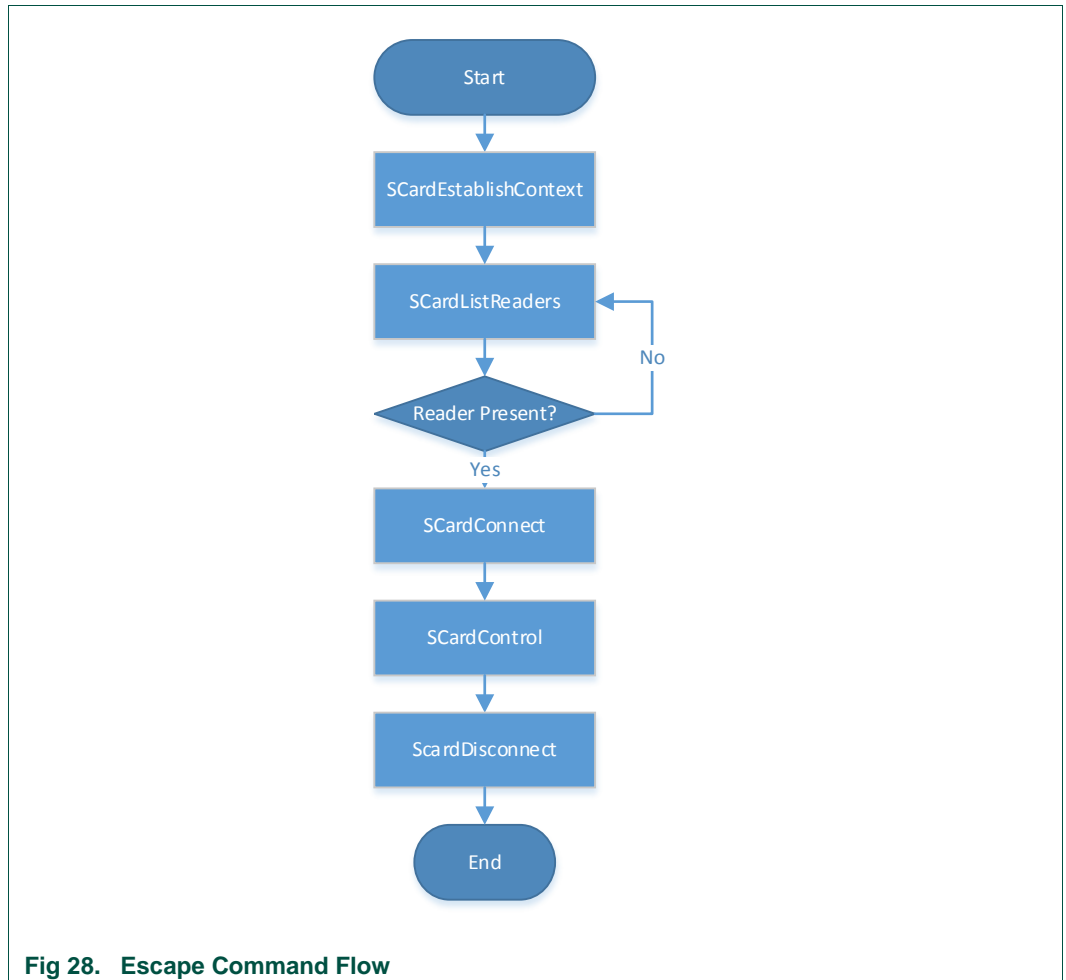 Start
SCardEstablishContext
SCardListReaders
No
Reader Present?
Yes
SCardConnect
SCardControl
ScardDisconnect
End
Fig 28. Escape Command Flow